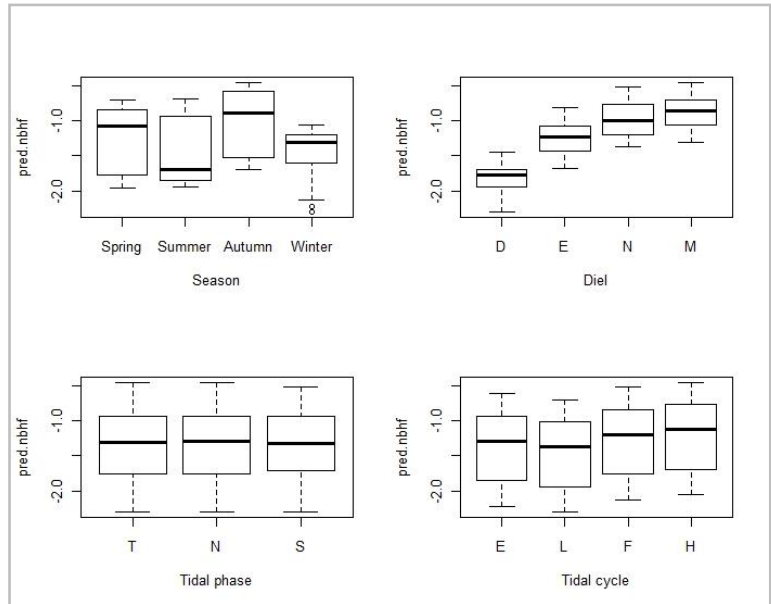 pred.nbhf
-1.0
-2.0
Spring Summer Autumn Winter
Season
pred.nbhf
-1.0
-2.0
D E N M
Diel
pred.nbhf
-1.0
-2.0
T N S
Tidal phase
pred.nbhf
-1.0
-2.0
E L F H
Tidal cycle